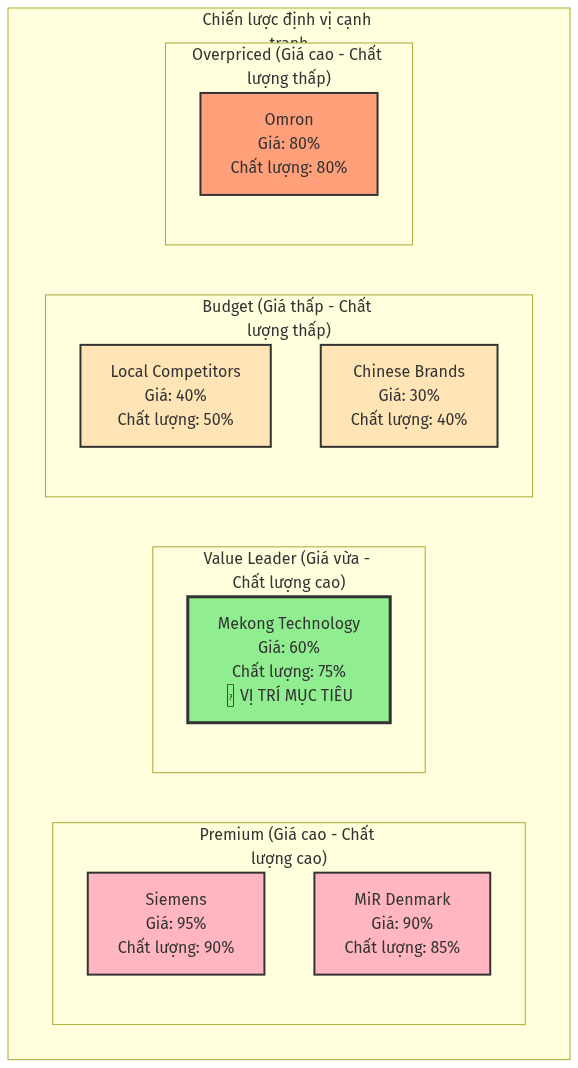 Chiến lược định vị cạnh
tranh
Overpriced (Giá cao - Chất
lượng thấp)
Omron
Giá: 80%
Chất lượng: 80%
Budget (Giá thấp - Chất
lượng thấp)
Local Competitors
Giá: 40%
Chất lượng: 50%
Chinese Brands
Giá: 30%
Chất lượng: 40%
Value Leader (Giá vừa -
Chất lượng cao)
Mekong Technology
Giá: 60%
Chất lượng: 75%
VỊ TRÍ MỤC TIÊU
Premium (Giá cao - Chất
lượng cao)
Siemens
Giá: 95%
Chất lượng: 90%
MiR Denmark
Giá: 90%
Chất lượng: 85%